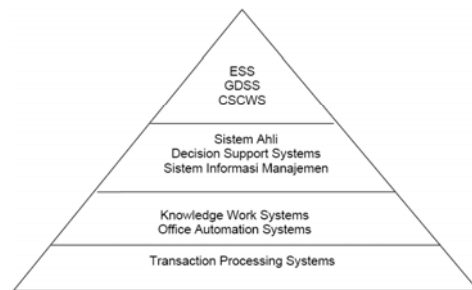 ESS
GDSS
CSCWS
Sistem Ahli
Decision Support Systems
Sistem Informasi Manajemen
Knowledge Work Systems
Office Automation Systems
Transaction Processing Systems